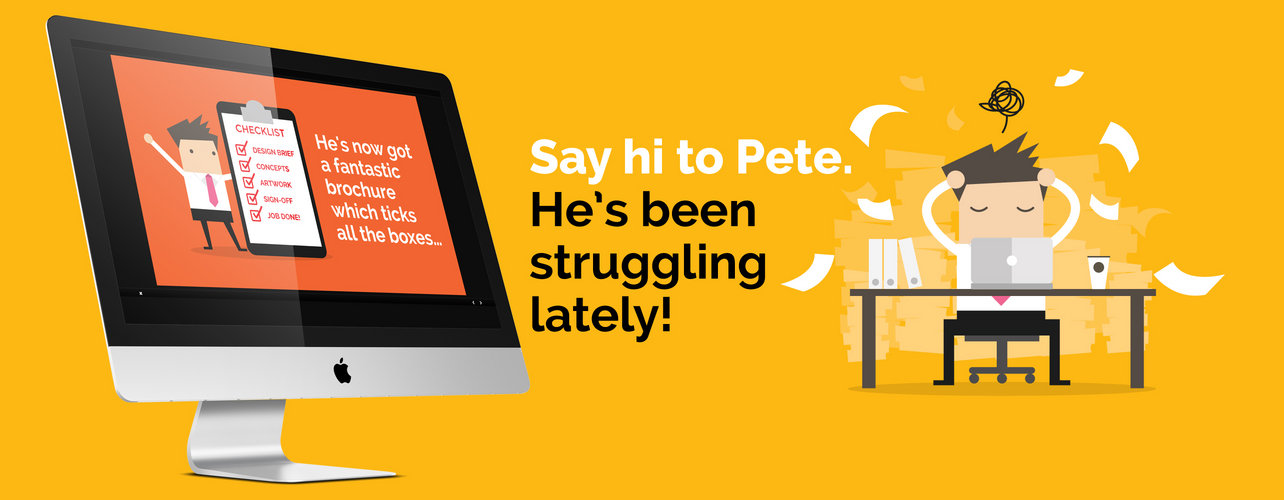 CHECKLIST
DESIGN BRIEF
CONCEPTS
ARTWORK
SIGN-OFF
JOB DONE!
He's now got
a fantastic
brochure
which ticks
all the boxes...
Say hi to Pete.
He's been
struggling
lately!